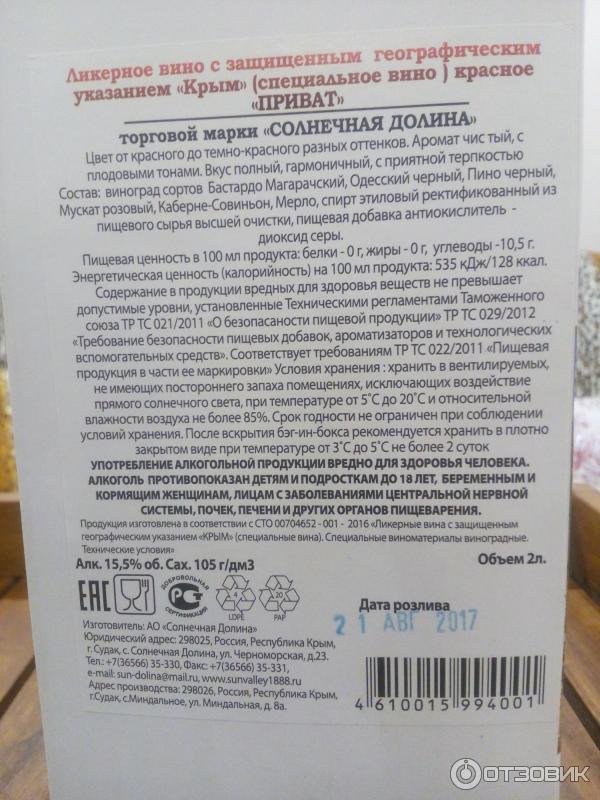 Ликерное вино с защищенным географическим
указанием «Крым» (специальное вино ) красное
«ПРИВАТ»
торговой марки «СОЛНЕЧНАЯ ДОЛИНА»
Цвет от красного до темно-красного разных оттенков. Аромат чис тый, с
плодовыми тонами. Вкус полный, гармоничный, с приятной терпкостью
Состав: виноград сортов Бастардо Магарачский, Одесский черный, Пино черный,
Мускат розовый, Каберне-Совиньон, Мерло, спирт этиловый ректификованный из
пищевого сырья высшей очистки, пищевая добавка антиокислитель -
диоксид серы.
Пищевая ценность в 100 мл продукта: белки - 0 г, жиры - 0 г, углеводы -10,5 г.
Энергетическая ценность (калорийность) на 100 мл продукта: 535 кДж/128 ккал.
Содержание в продукции вредных для здоровья веществ не превышает
допустимые уровни, установленные Техническими регламентами Таможенного
союза ТР ТС 021/2011 «О безопасаности пищевой продукции» ТР ТС 029/2012
«Требование безопасности пищевых добавок, ароматизаторов и технологических
вспомогательных средств». Соответствует требованиям ТР ТС 022/2011 «Пищевая
продукция в части ее маркировки» Условия хранения : хранить в вентилируемых,
не имеющих постороннего запаха помещениях, исключающих воздействие
прямого солнечного света, при температуре от 5˚С до 20˚С и относительной
влажности воздуха не более 85%. Срок годности не ограничен при соблюдении
условий хранения. После вскрытия бэг-ин-бокса рекомендуется хранить в плотно
закрытом виде при температуре от 3˚С до 5˚С не более 2 суток
УПОТРЕБЛЕНИЕ АЛКОГОЛЬНОЙ ПРОДУКЦИИ ВРЕДНО ДЛЯ ЗДОРОВЬЯ ЧЕЛОВЕКА.
АЛКОГОЛЬ ПРОТИВОПОКАЗАН ДЕТЯМ И ПОДРОСТКАМ ДО 18 ЛЕТ, БЕРЕМЕННЫМ И
КОРМЯЩИМ ЖЕНЩИНАМ, ЛИЦАМ С ЗАБОЛЕВАНИЯМИ ЦЕНТРАЛЬНОЙ НЕРВНОЙ
СИСТЕМЫ, ПОЧЕК, ПЕЧЕНИ И ДРУГИХ ОРГАНОВ ПИЩЕВАРЕНИЯ.
Продукция изготовлена в соответствии с СТО 00704652 - 001 - 2016 «Ликерные вина с защищенным
географическим указанием «КРЫМ» (специальные вина). Специальные виноматериалы виноградные.
Технические условия»
Алк. 15,5% об. Сах. 105 г/дм3
Объем 2л.
ЕАС
ДОБРОВОЛЬНАЯ
СЕРТИФИКАЦИЯ
4
LDPE
20
PAP
Дата розлива
21 АВГ 2017
Изготовитель: АО «Солнечная Долина»
Юридический адрес: 298025, Россия, Республика Крым,
г. Судак, с. Солнечная Долина, ул. Черноморская, д.23.
Тел.: +7(36566) 35-330, Факс: +7(36566) 35-331,
e-mail: sun-dolina@mail.ru, www.sunvalley1888.ru
Адрес производства: 298026, Россия, Республика Крым,
г.Судак, с.Миндальное, ул. Миндальная, д. 8а.
4 610015 994001
ОТЗОВИК